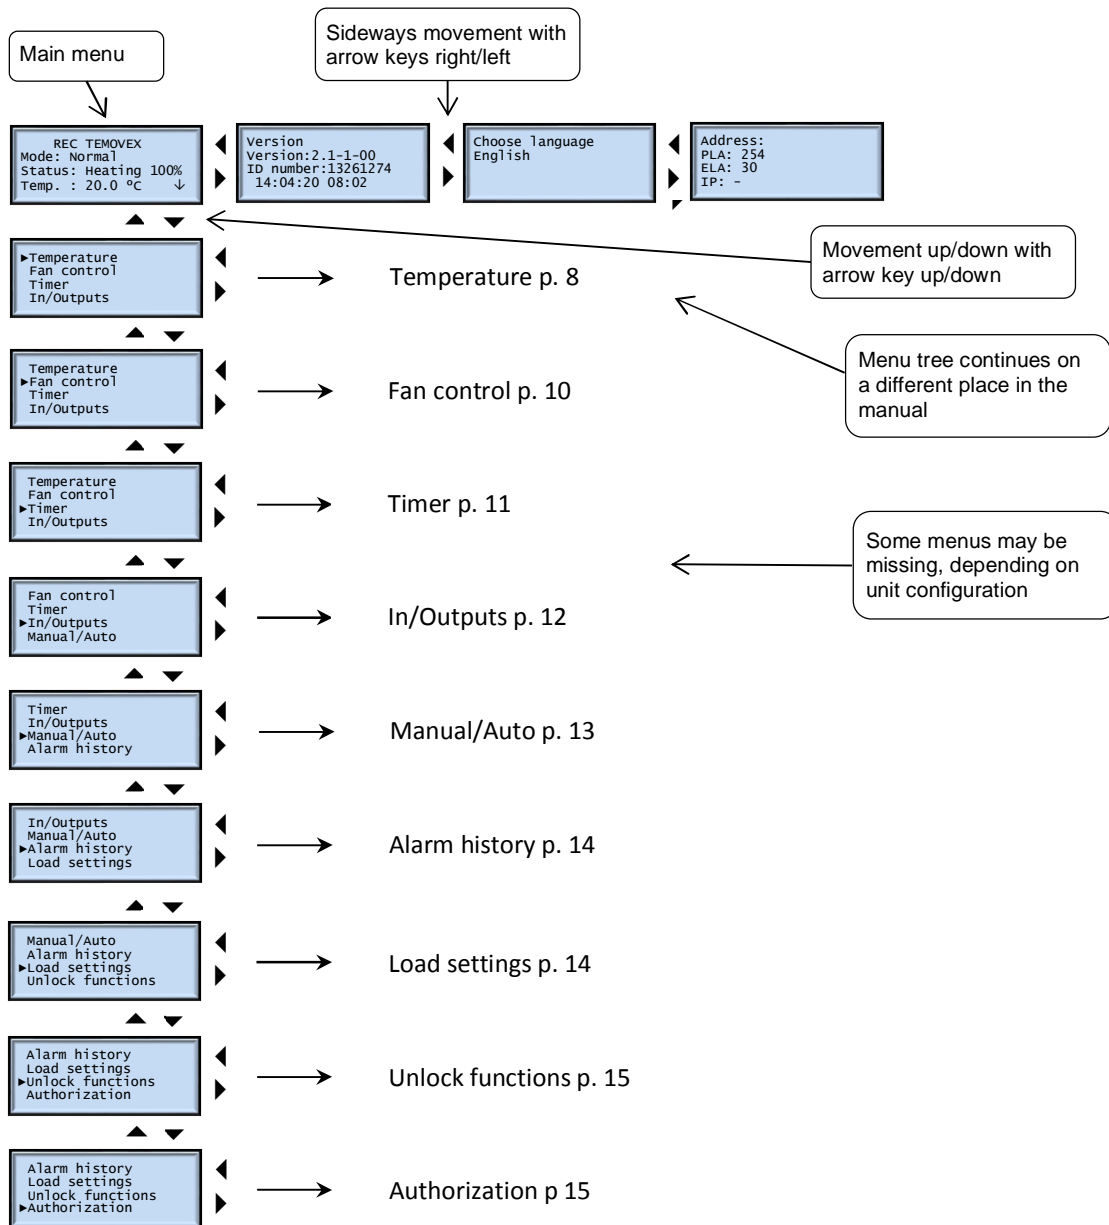 Main menu
Sideways movement with
arrow keys right/left
REC TEMOVEX
Mode: Normal
Status: Heating 100%
Temp. : 20.0 ºC ↓
Version
Version:2.1-1-00
ID number:13261274
14:04:20 08:02
Choose language
English
Address:
PLA: 254
ELA: 30
IP: -
Movement up/down with
arrow key up/down
►Temperature
Fan control
Timer
In/Outputs
Temperature p. 8
Menu tree continues on
a different place in the
manual
Temperature
►Fan control
Timer
In/Outputs
Fan control p. 10
Temperature
Fan control
►Timer
In/Outputs
Timer p. 11
Some menus may be
missing, depending on
unit configuration
Fan control
Timer
►In/Outputs
Manual/Auto
In/Outputs p. 12
Timer
In/Outputs
►Manual/Auto
Alarm history
Manual/Auto p. 13
In/Outputs
Manual/Auto
►Alarm history
Load settings
Alarm history p. 14
Manual/Auto
Alarm history
►Load settings
Unlock functions
Load settings p. 14
Alarm history
Load settings
►Unlock functions
Authorization
Unlock functions p. 15
Alarm history
Load settings
Unlock functions
►Authorization
Authorization p 15